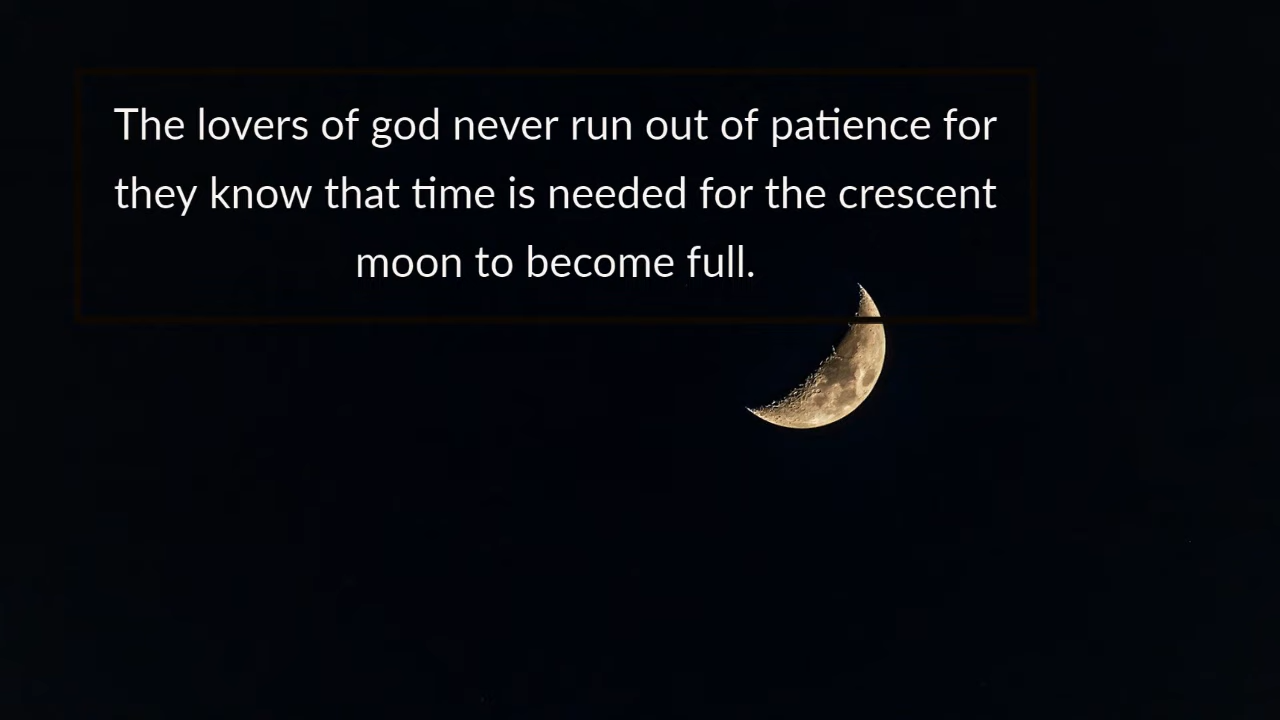 The lovers of god never run out of patience for
they know that time is needed for the crescent
moon to become full.